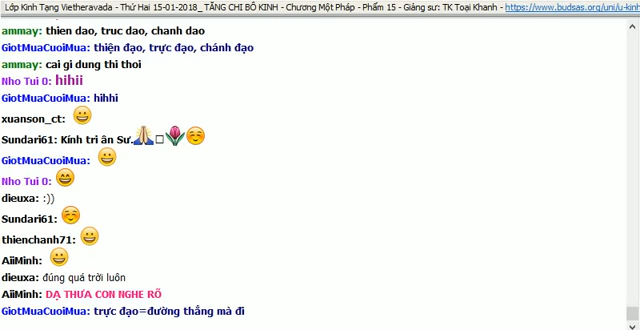 Lớp Kinh Tạng Vietheravada - Thứ Hai 15-01-2018_ TĂNG CHI BỘ KINH - Chương Một Pháp - Phẩm 15 - Giảng sư: TK Toại Khanh - https://www.budsas.org/uni/u-kinh
ammay: thien dao, truc dao, chanh dao
GiotMuaCuoiMua: thiện đạo, trực đạo, chánh đạo
ammay: cai gi dung thi thoi
Nho Tui 0: hihii
GiotMuaCuoiMua: hihhi
xuanson_ct: 😀
Sundari61: Kính tri ân Sư.🙏🌷☺
GiotMuaCuoiMua: 😀
Nho Tui 0: 😄
dieuxa: :))
Sundari61: ☺
thienchanh71: 😀
AiiMinh: 😀
dieuxa: đúng quá trời luôn
AiiMinh: DẠ THƯA CON NGHE RÕ
GiotMuaCuoiMua: trực đạo=đường thẳng mà đi